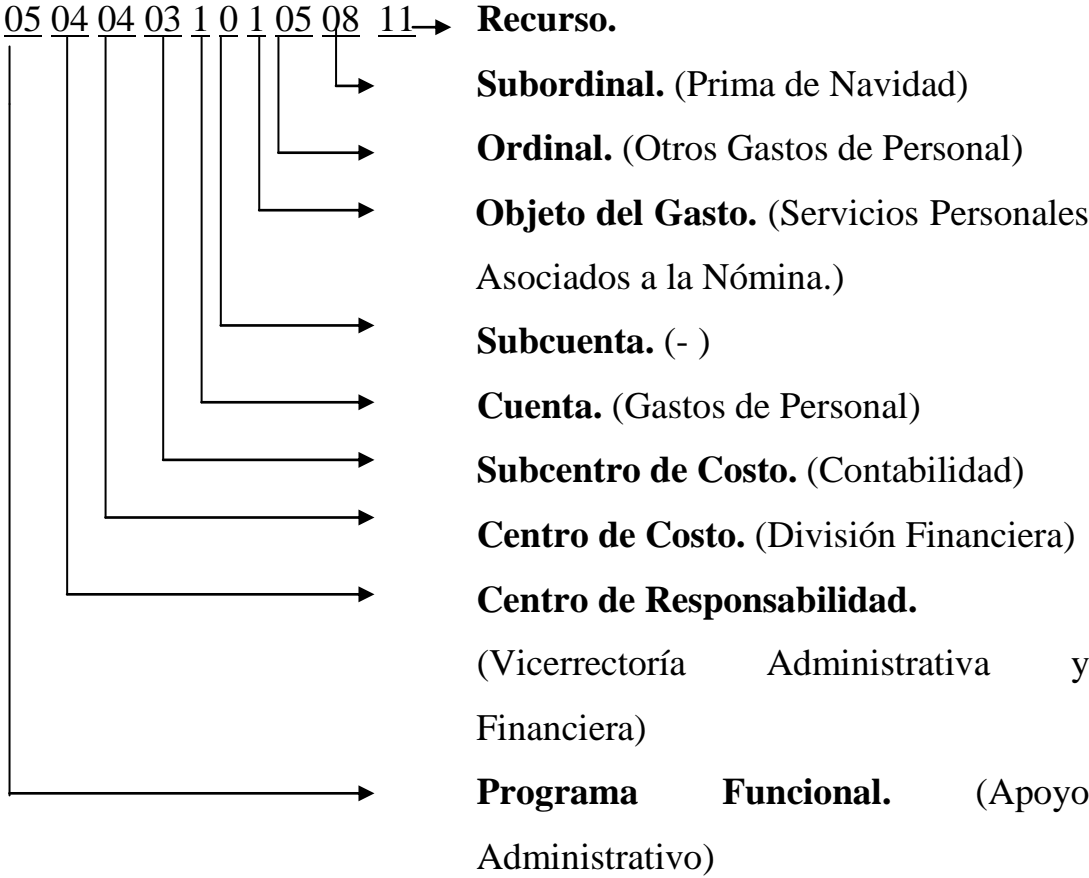 05 04 04 03 1 0 1 05 08 11 Recurso.
Subordinal. (Prima de Navidad)
Ordinal. (Otros Gastos de Personal)
Objeto del Gasto. (Servicios Personales
Asociados a la Nómina.)
Subcuenta. (- )
Cuenta. (Gastos de Personal)
Subcentro de Costo. (Contabilidad)
Centro de Costo. (División Financiera)
Centro de Responsabilidad.
(Vicerrectoría Administrativa y
Financiera)
Programa Funcional. (Apoyo
Administrativo)